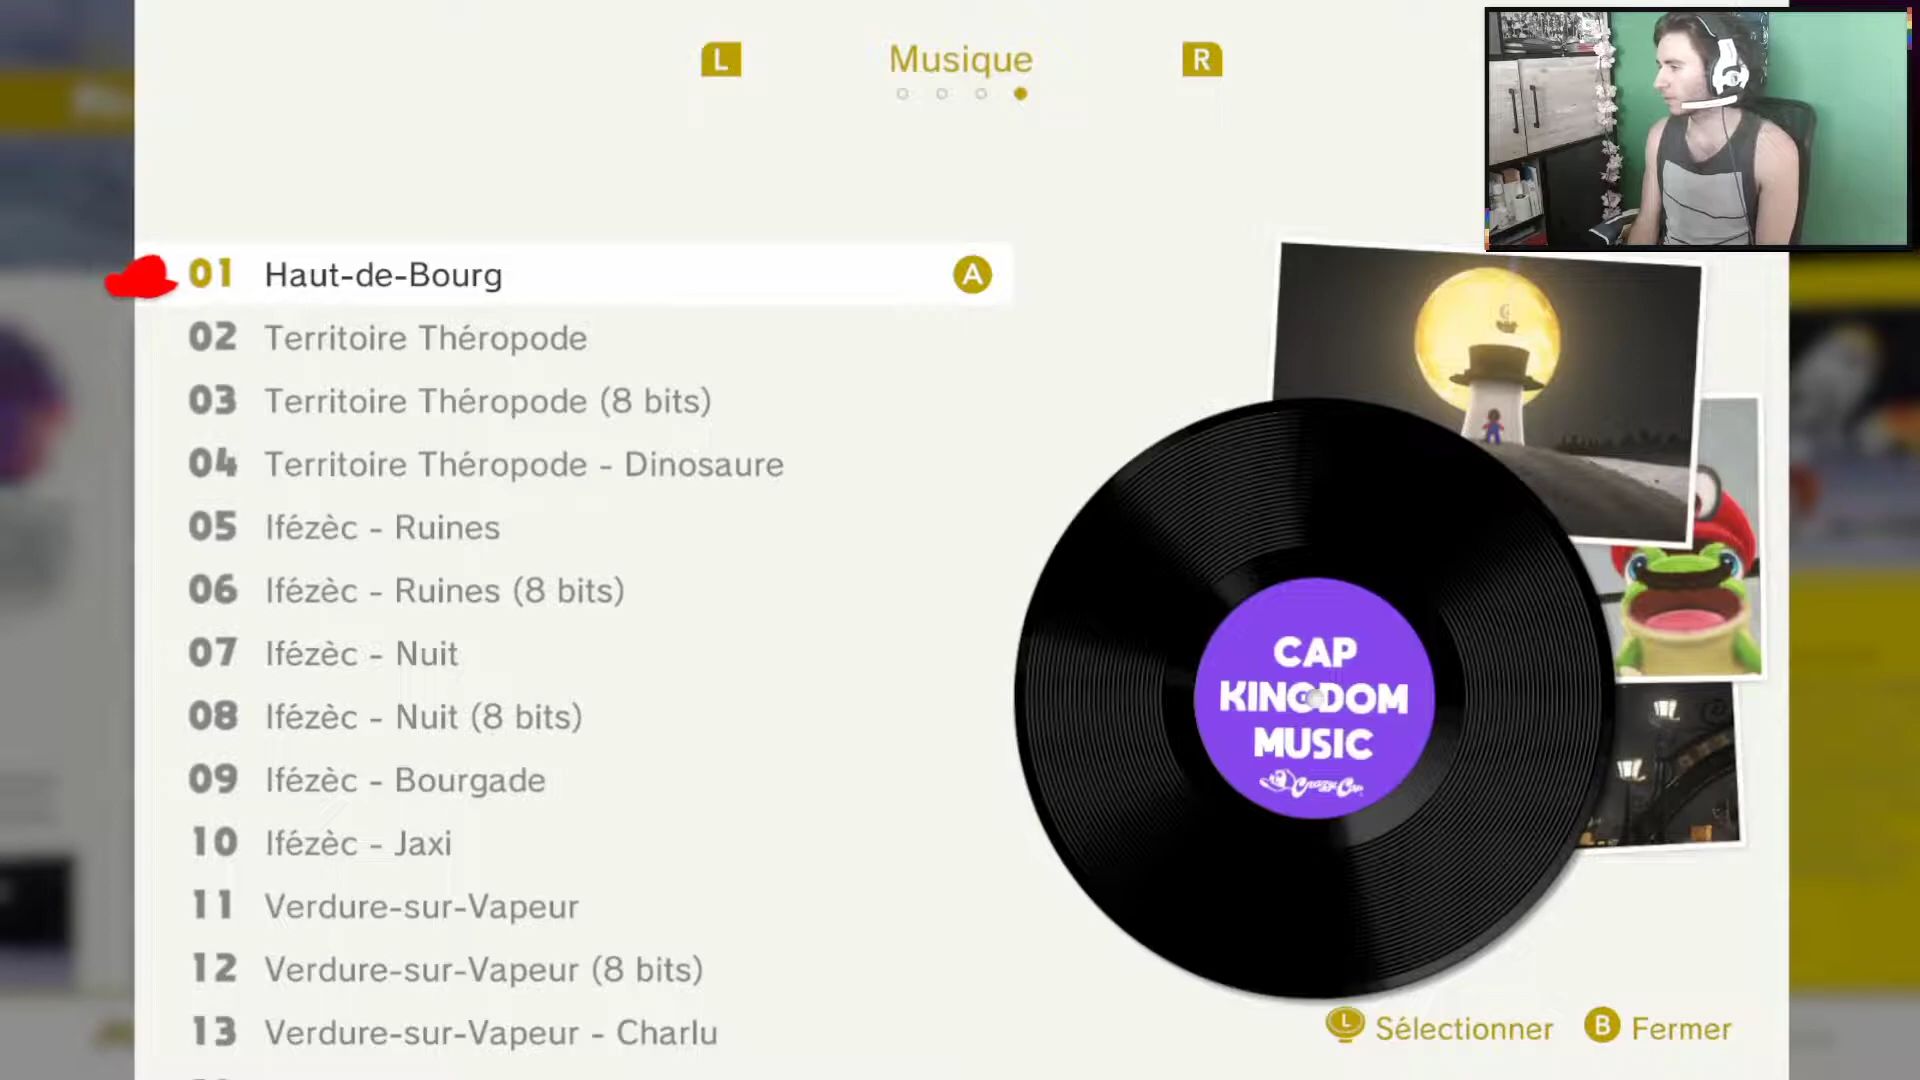 L Musique R
01 Haut-de-Bourg A
02 Territoire Théropode
03 Territoire Théropode (8 bits)
04 Territoire Théropode - Dinosaure
05 Ifézèc - Ruines
06 Ifézèc - Ruines (8 bits)
07 Ifézèc - Nuit
08 Ifézèc - Nuit (8 bits)
09 Ifézèc - Bourgade
10 Ifézèc - Jaxi
11 Verdure-sur-Vapeur
12 Verdure-sur-Vapeur (8 bits)
13 Verdure-sur-Vapeur - Charlu
CAP
KINGDOM
MUSIC
Crazy Cap
L Sélectionner B Fermer